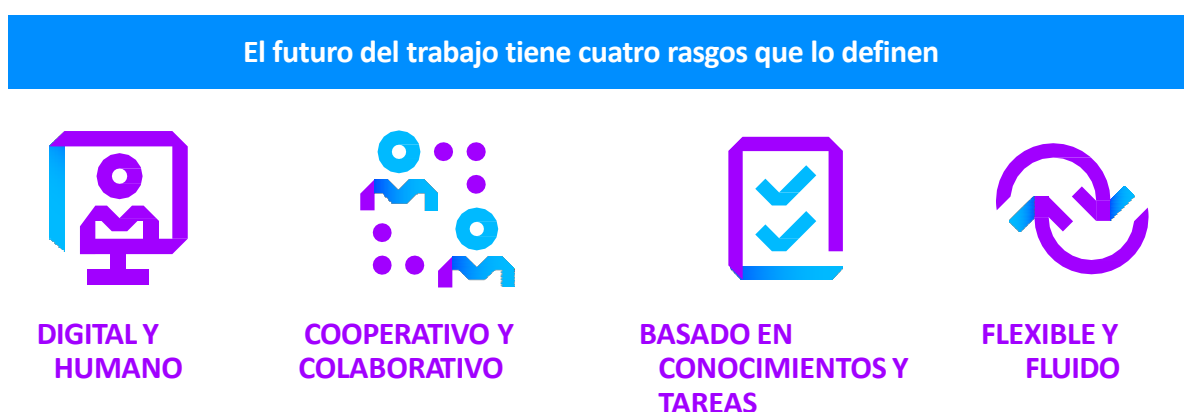 El futuro del trabajo tiene cuatro rasgos que lo definen
DIGITAL Y
HUMANO
COOPERATIVO Y
COLABORATIVO
BASADO EN
CONOCIMIENTOS Y
TAREAS
FLEXIBLE Y
FLUIDO